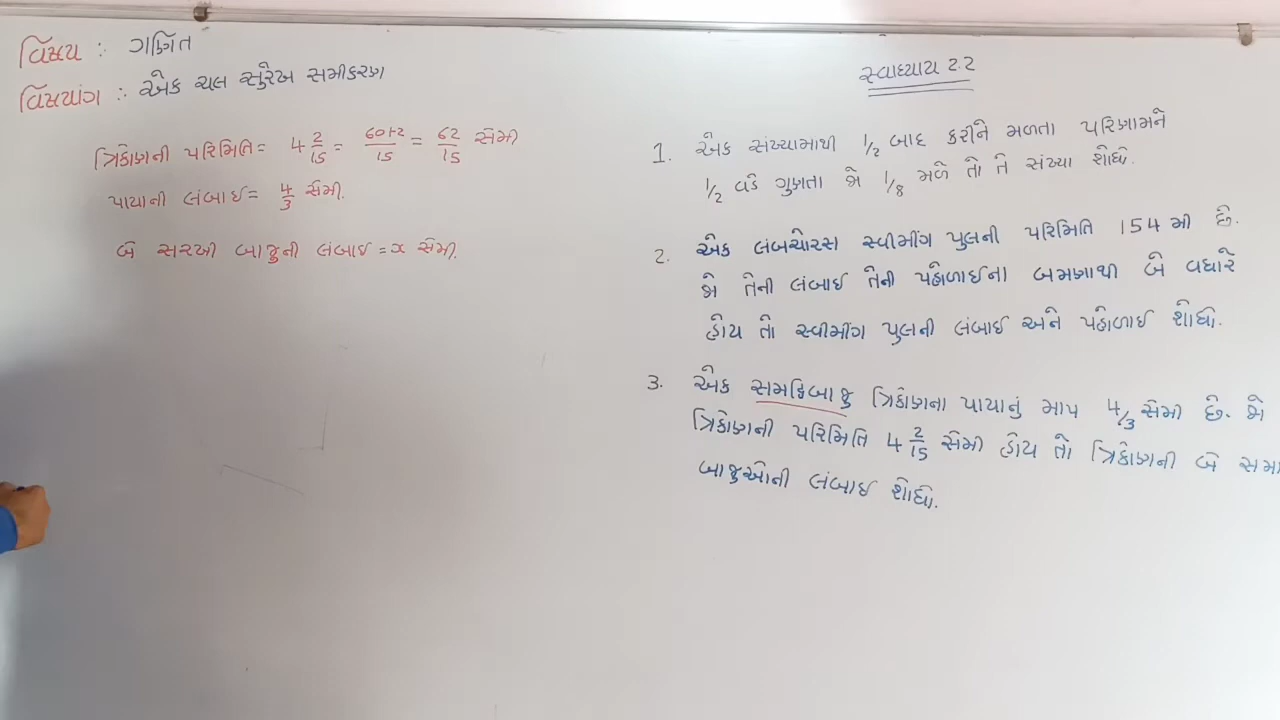 વિષય : ગણિત
વિષયાંગ : એક ચલ સુરેખ સમીકરણ
ત્રિકોણની પરિમિતિ = 4 2/15 = 60+2/15 = 62/15 સેમી
પાયાની લંબાઈ = 4/3 સેમી.
બે સરખી બાજુની લંબાઈ = x સેમી.
સ્વાધ્યાય 2.2
1. એક સંખ્યામાથી 1/2 બાદ કરીને મળતા પરિણામને
1/2 વડે ગુણતા જો 1/8 મળે તો તે સંખ્યા શોધો.
2. એક લંબચોરસ સ્વીમીંગ પુલની પરિમિતિ 154 મી છે.
જો તેની લંબાઈ તેની પહોળાઈના બમણાથી બે વધારે
હોય તો સ્વીમીંગ પુલની લંબાઈ અને પહોળાઈ શોધો.
3. એક સમદ્વિબાજુ ત્રિકોણના પાયાનું માપ 4/3 સેમી છે. જો
ત્રિકોણની પરિમિતિ 4 2/15 સેમી હોય તો ત્રિકોણની બે સમા
બાજુઓની લંબાઈ શોધો.